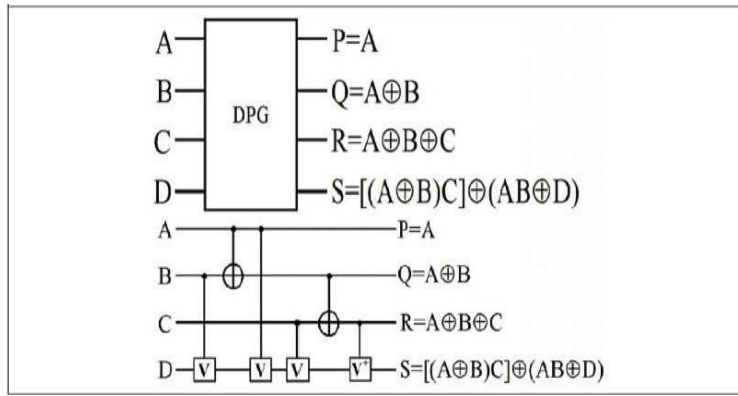 A P=A
B Q=A⊕B
DPG
C R=A⊕B⊕C
D S=[(A⊕B)C]⊕(AB⊕D)
A P=A
B Q=A⊕B
C R=A⊕B⊕C
D V V V V⁺ S=[(A⊕B)C]⊕(AB⊕D)